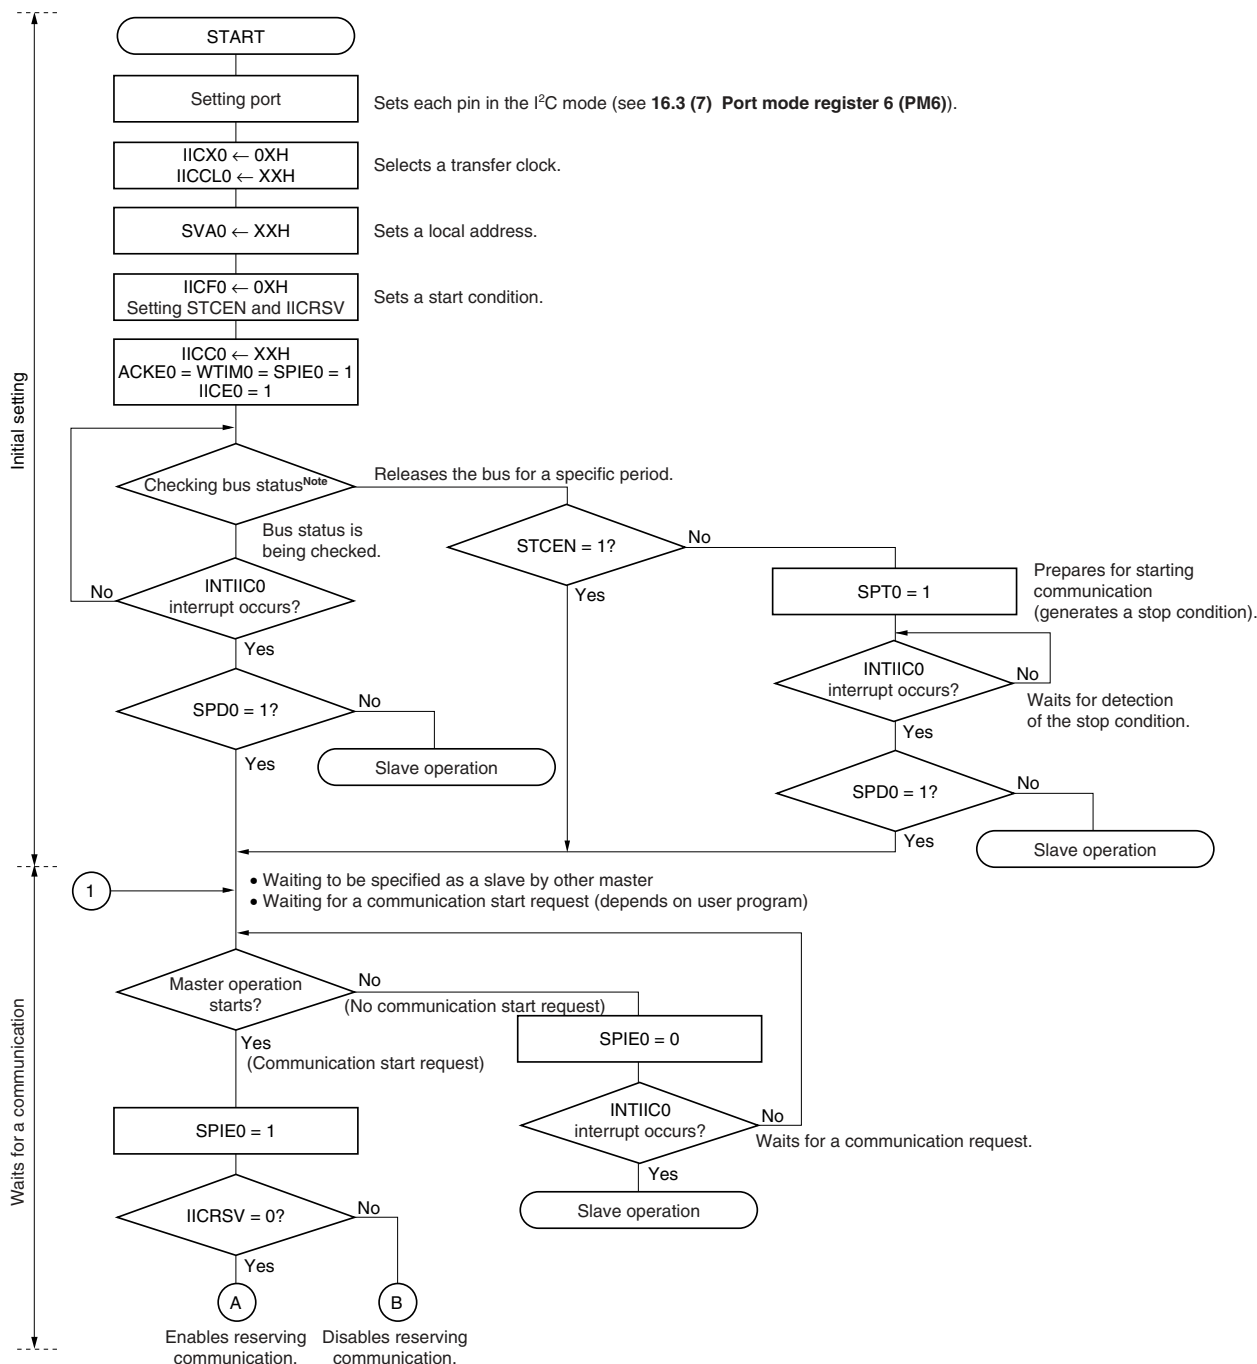 START
Setting port
Sets each pin in the I²C mode (see 16.3 (7) Port mode register 6 (PM6)).
IICX0 ← 0XH
IICCL0 ← XXH
Selects a transfer clock.
SVA0 ← XXH
Sets a local address.
IICF0 ← 0XH
Setting STCEN and IICRSV
Sets a start condition.
IICC0 ← XXH
ACKE0 = WTIM0 = SPIE0 = 1
IICE0 = 1
Initial setting
Checking bus statusNote
Releases the bus for a specific period.
Bus status is
being checked.
STCEN = 1?
No
Yes
INTIIC0
interrupt occurs?
No
Yes
SPT0 = 1
Prepares for starting
communication
(generates a stop condition).
INTIIC0
interrupt occurs?
No
Waits for detection
of the stop condition.
Yes
SPD0 = 1?
No
Yes
Slave operation
SPD0 = 1?
No
Yes
Slave operation
1
• Waiting to be specified as a slave by other master
• Waiting for a communication start request (depends on user program)
Waits for a communication
Master operation
starts?
No
(No communication start request)
Yes
(Communication start request)
SPIE0 = 0
INTIIC0
interrupt occurs?
No
Waits for a communication request.
Yes
Slave operation
SPIE0 = 1
IICRSV = 0?
No
Yes
A
B
Enables reserving
communication.
Disables reserving
communication.